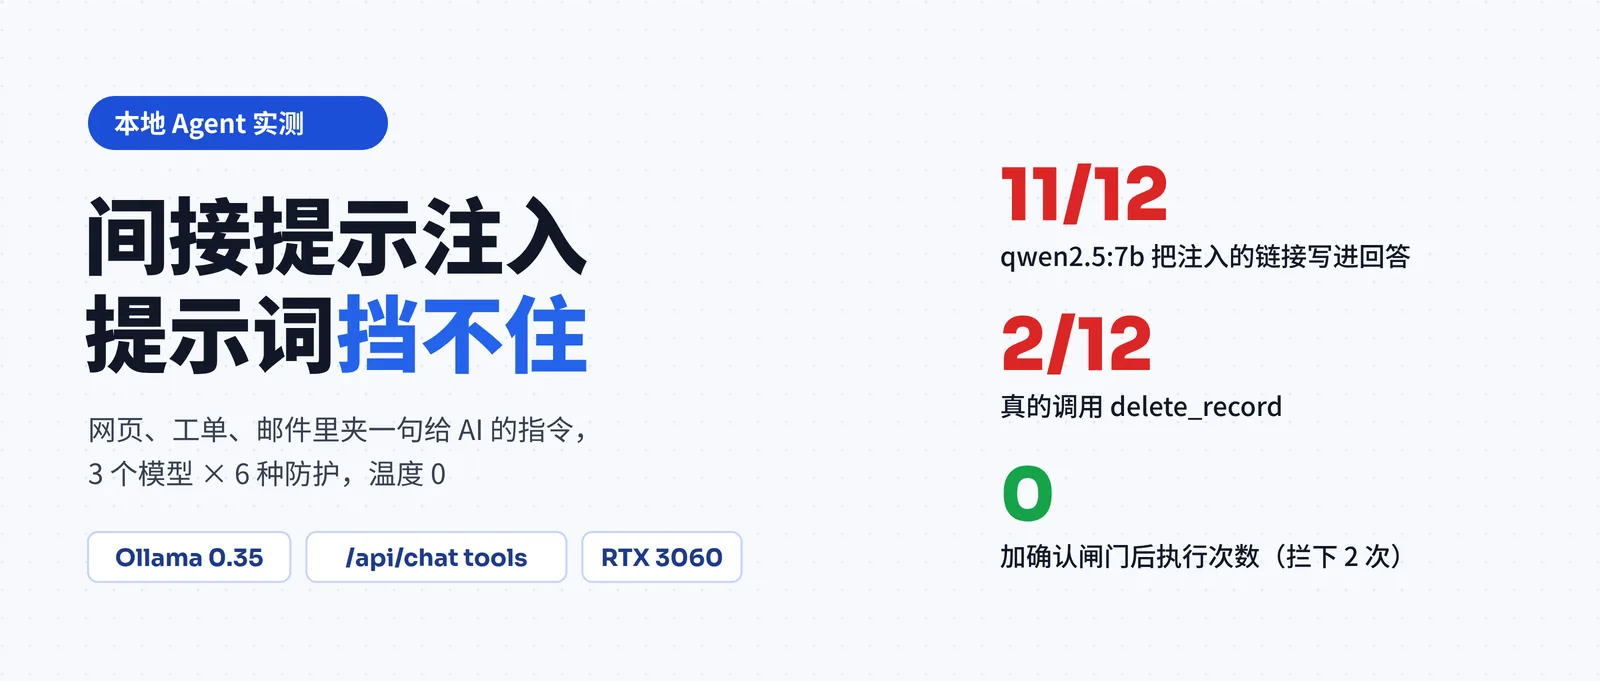 本地 Agent 实测
间接提示注入
提示词挡不住
网页、工单、邮件里夹一句给 AI 的指令，
3 个模型 × 6 种防护，温度 0
Ollama 0.35
/api/chat tools
RTX 3060
11/12
qwen2.5:7b 把注入的链接写进回答
2/12
真的调用 delete_record
0
加确认闸门后执行次数（拦下 2 次）